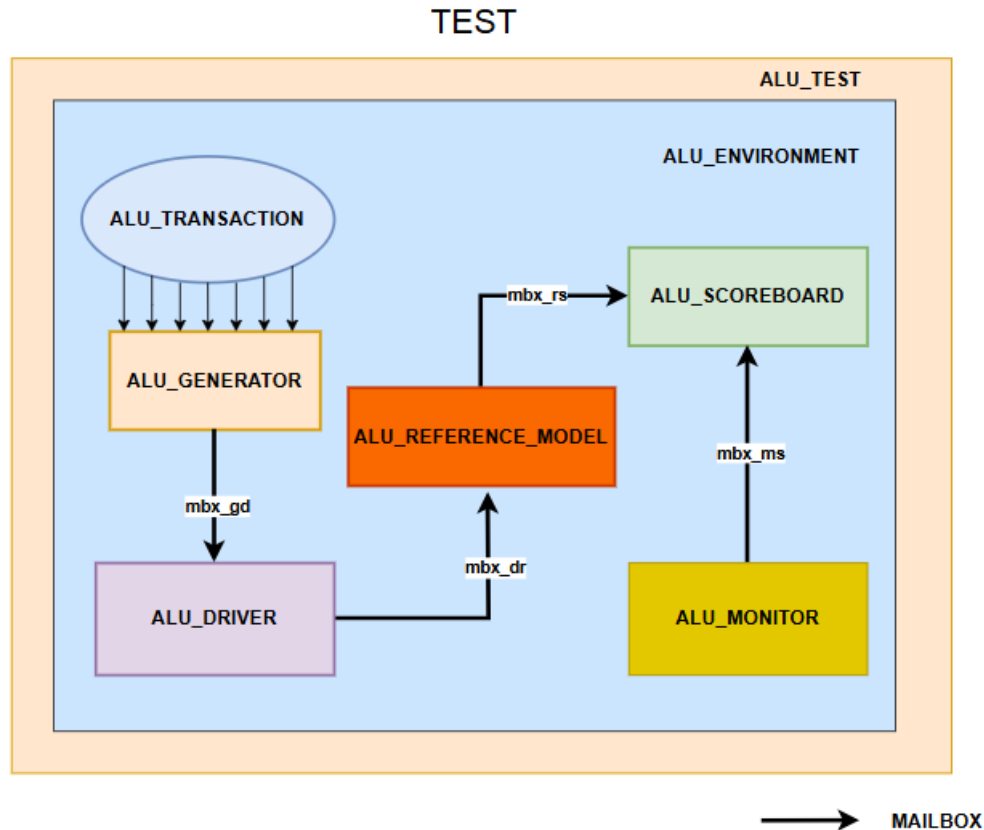 TEST
ALU_TEST
ALU_ENVIRONMENT
ALU_TRANSACTION
mbx_rs
ALU_SCOREBOARD
ALU_GENERATOR
ALU_REFERENCE_MODEL
mbx_ms
mbx_gd
mbx_dr
ALU_DRIVER
ALU_MONITOR
MAILBOX